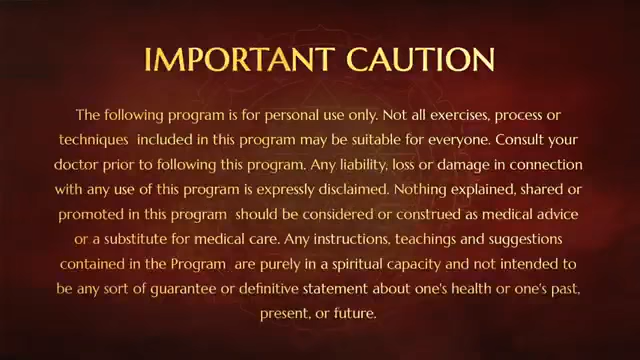 IMPORTANT CAUTION
The following program is for personal use only. Not all exercises, process or
techniques included in this program may be suitable for everyone. Consult your
doctor prior to following this program. Any liability, loss or damage in connection
with any use of this program is expressly disclaimed. Nothing explained, shared or
promoted in this program should be considered or construed as medical advice
or a substitute for medical care. Any instructions, teachings and suggestions
contained in the Program are purely in a spiritual capacity and not intended to
be any sort of guarantee or definitive statement about one's health or one's past,
present, or future.